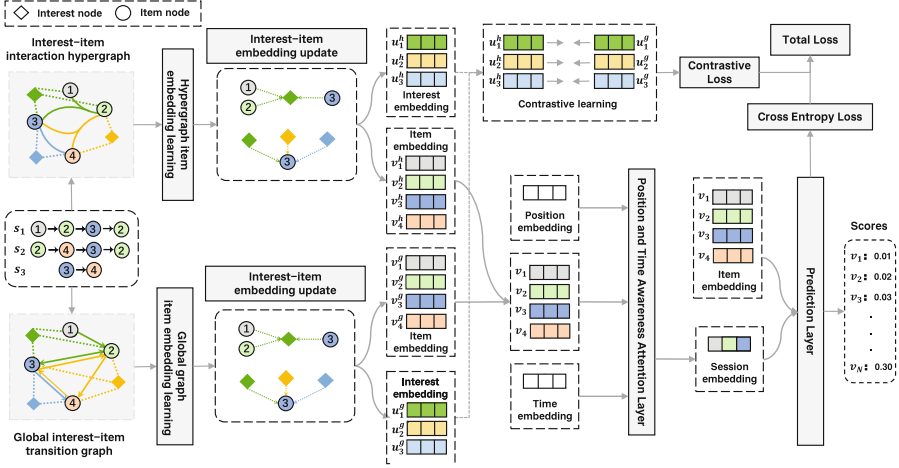 Interest node
Item node
Interest-item
interaction hypergraph
1
2
3
4
s₁ 1 2 3 2
s₂ 2 4 3 2
s₃ 3 4
1
2
3
4
Global interest-item
transition graph
Hypergraph item
embedding learning
Global graph
item embedding learning
Interest-item
embedding update
1
2
3
3
Interest-item
embedding update
1
2
3
3
u₁ʰ
u₂ʰ
u₃ʰ
Interest
embedding
Item
embedding
v₁ʰ
v₂ʰ
v₃ʰ
v₄ʰ
v₁ᵍ
v₂ᵍ
v₃ᵍ
v₄ᵍ
Item
embedding
Interest
embedding
u₁ᵍ
u₂ᵍ
u₃ᵍ
u₁ʰ u₁ᵍ
u₂ʰ u₂ᵍ
u₃ʰ u₃ᵍ
Contrastive learning
Position
embedding
v₁
v₂
v₃
v₄
Time
embedding
Position and Time Awareness Attention Layer
Contrastive
Loss
Total Loss
Cross Entropy Loss
v₁
v₂
v₃
v₄
Item
embedding
Session
embedding
Prediction Layer
Scores
v₁: 0.01
v₂: 0.02
v₃: 0.03
.
.
.
v_N: 0.30